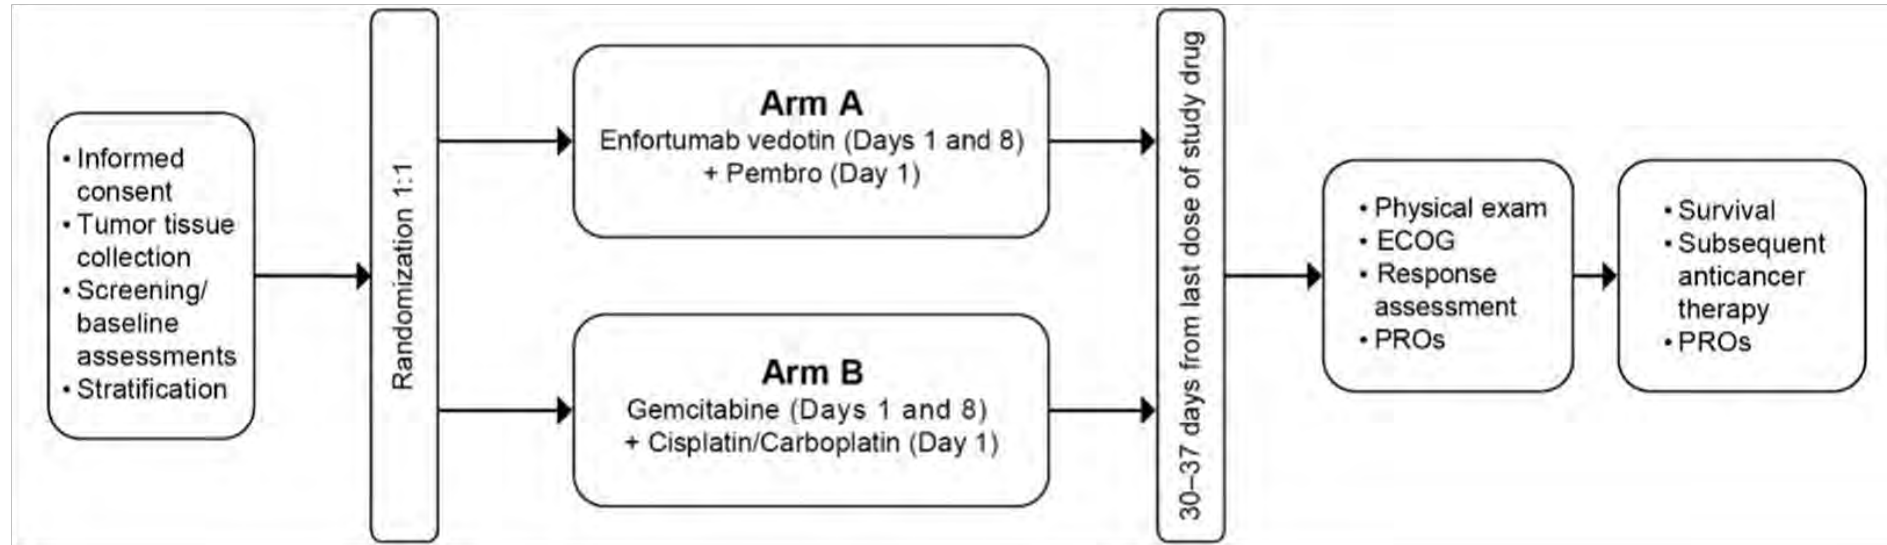 • Informed
consent
• Tumor tissue
collection
• Screening/
baseline
assessments
• Stratification
Randomization 1:1
Arm A
Enfortumab vedotin (Days 1 and 8)
+ Pembro (Day 1)
Arm B
Gemcitabine (Days 1 and 8)
+ Cisplatin/Carboplatin (Day 1)
30–37 days from last dose of study drug
• Physical exam
• ECOG
• Response
assessment
• PROs
• Survival
• Subsequent
anticancer
therapy
• PROs